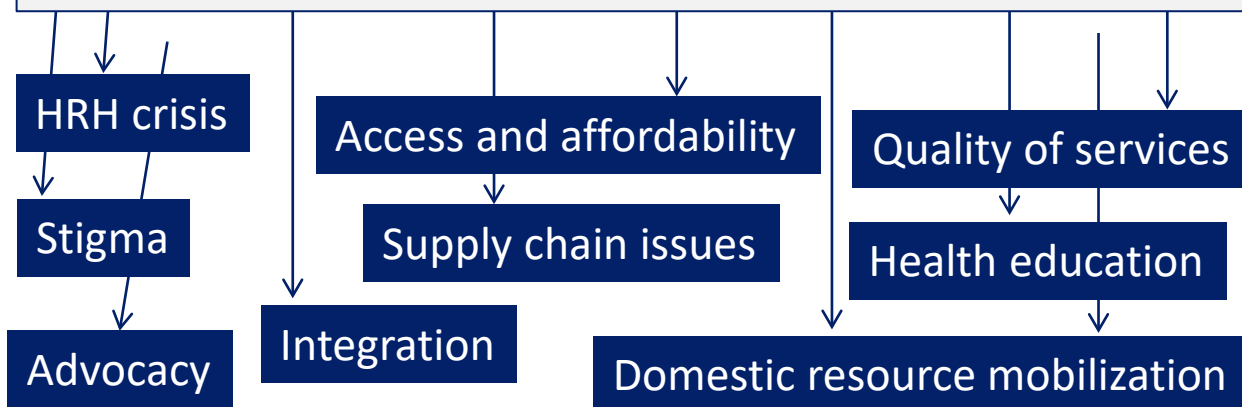 HRH crisis
Access and affordability
Quality of services
Stigma
Supply chain issues
Health education
Integration
Advocacy
Domestic resource mobilization